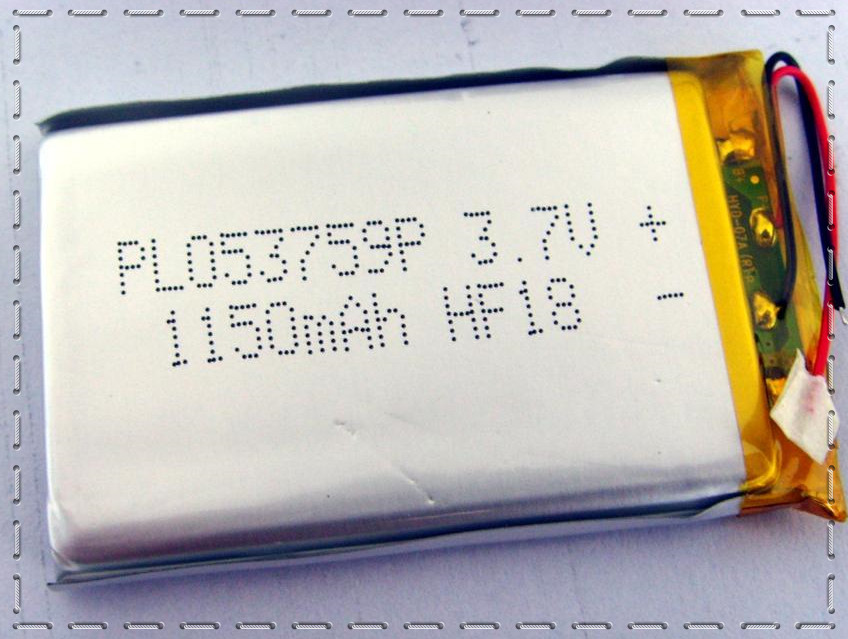 PL053759P 3.7V +
1150mAh HF18 -
B+